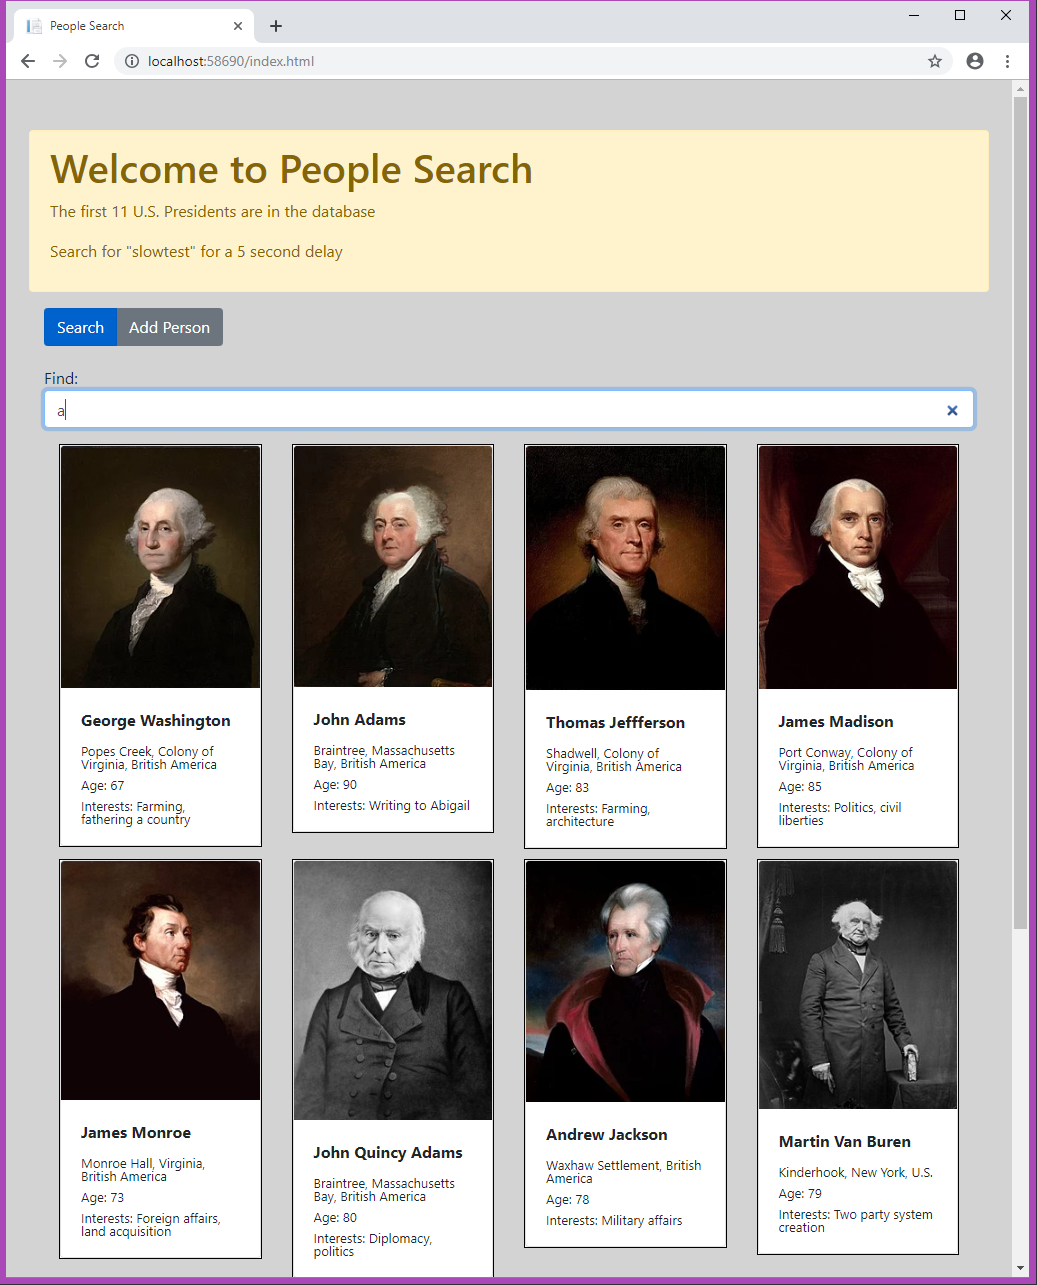 People Search
localhost:58690/index.html
Welcome to People Search
The first 11 U.S. Presidents are in the database
Search for "slowtest" for a 5 second delay
Search
Add Person
Find:
a
George Washington
Popes Creek, Colony of
Virginia, British America
Age: 67
Interests: Farming,
fathering a country
John Adams
Braintree, Massachusetts
Bay, British America
Age: 90
Interests: Writing to Abigail
Thomas Jeffferson
Shadwell, Colony of
Virginia, British America
Age: 83
Interests: Farming,
architecture
James Madison
Port Conway, Colony of
Virginia, British America
Age: 85
Interests: Politics, civil
liberties
James Monroe
Monroe Hall, Virginia,
British America
Age: 73
Interests: Foreign affairs,
land acquisition
John Quincy Adams
Braintree, Massachusetts
Bay, British America
Age: 80
Interests: Diplomacy,
politics
Andrew Jackson
Waxhaw Settlement, British
America
Age: 78
Interests: Military affairs
Martin Van Buren
Kinderhook, New York, U.S.
Age: 79
Interests: Two party system
creation